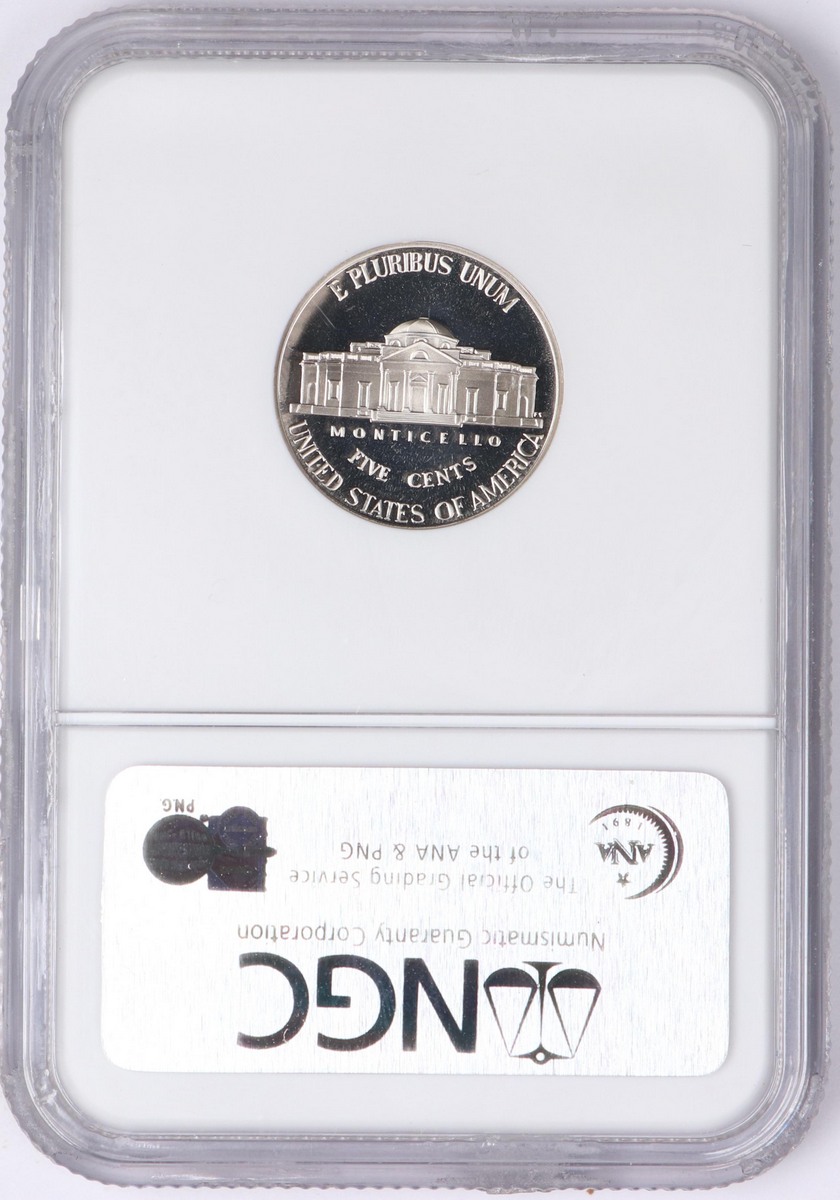 E PLURIBUS UNUM
MONTICELLO
FIVE CENTS
UNITED STATES OF AMERICA
FS
NGC
Numismatic Guaranty Corporation
The Official Grading Service
of the ANA & PNG
ANA
1891
PNG